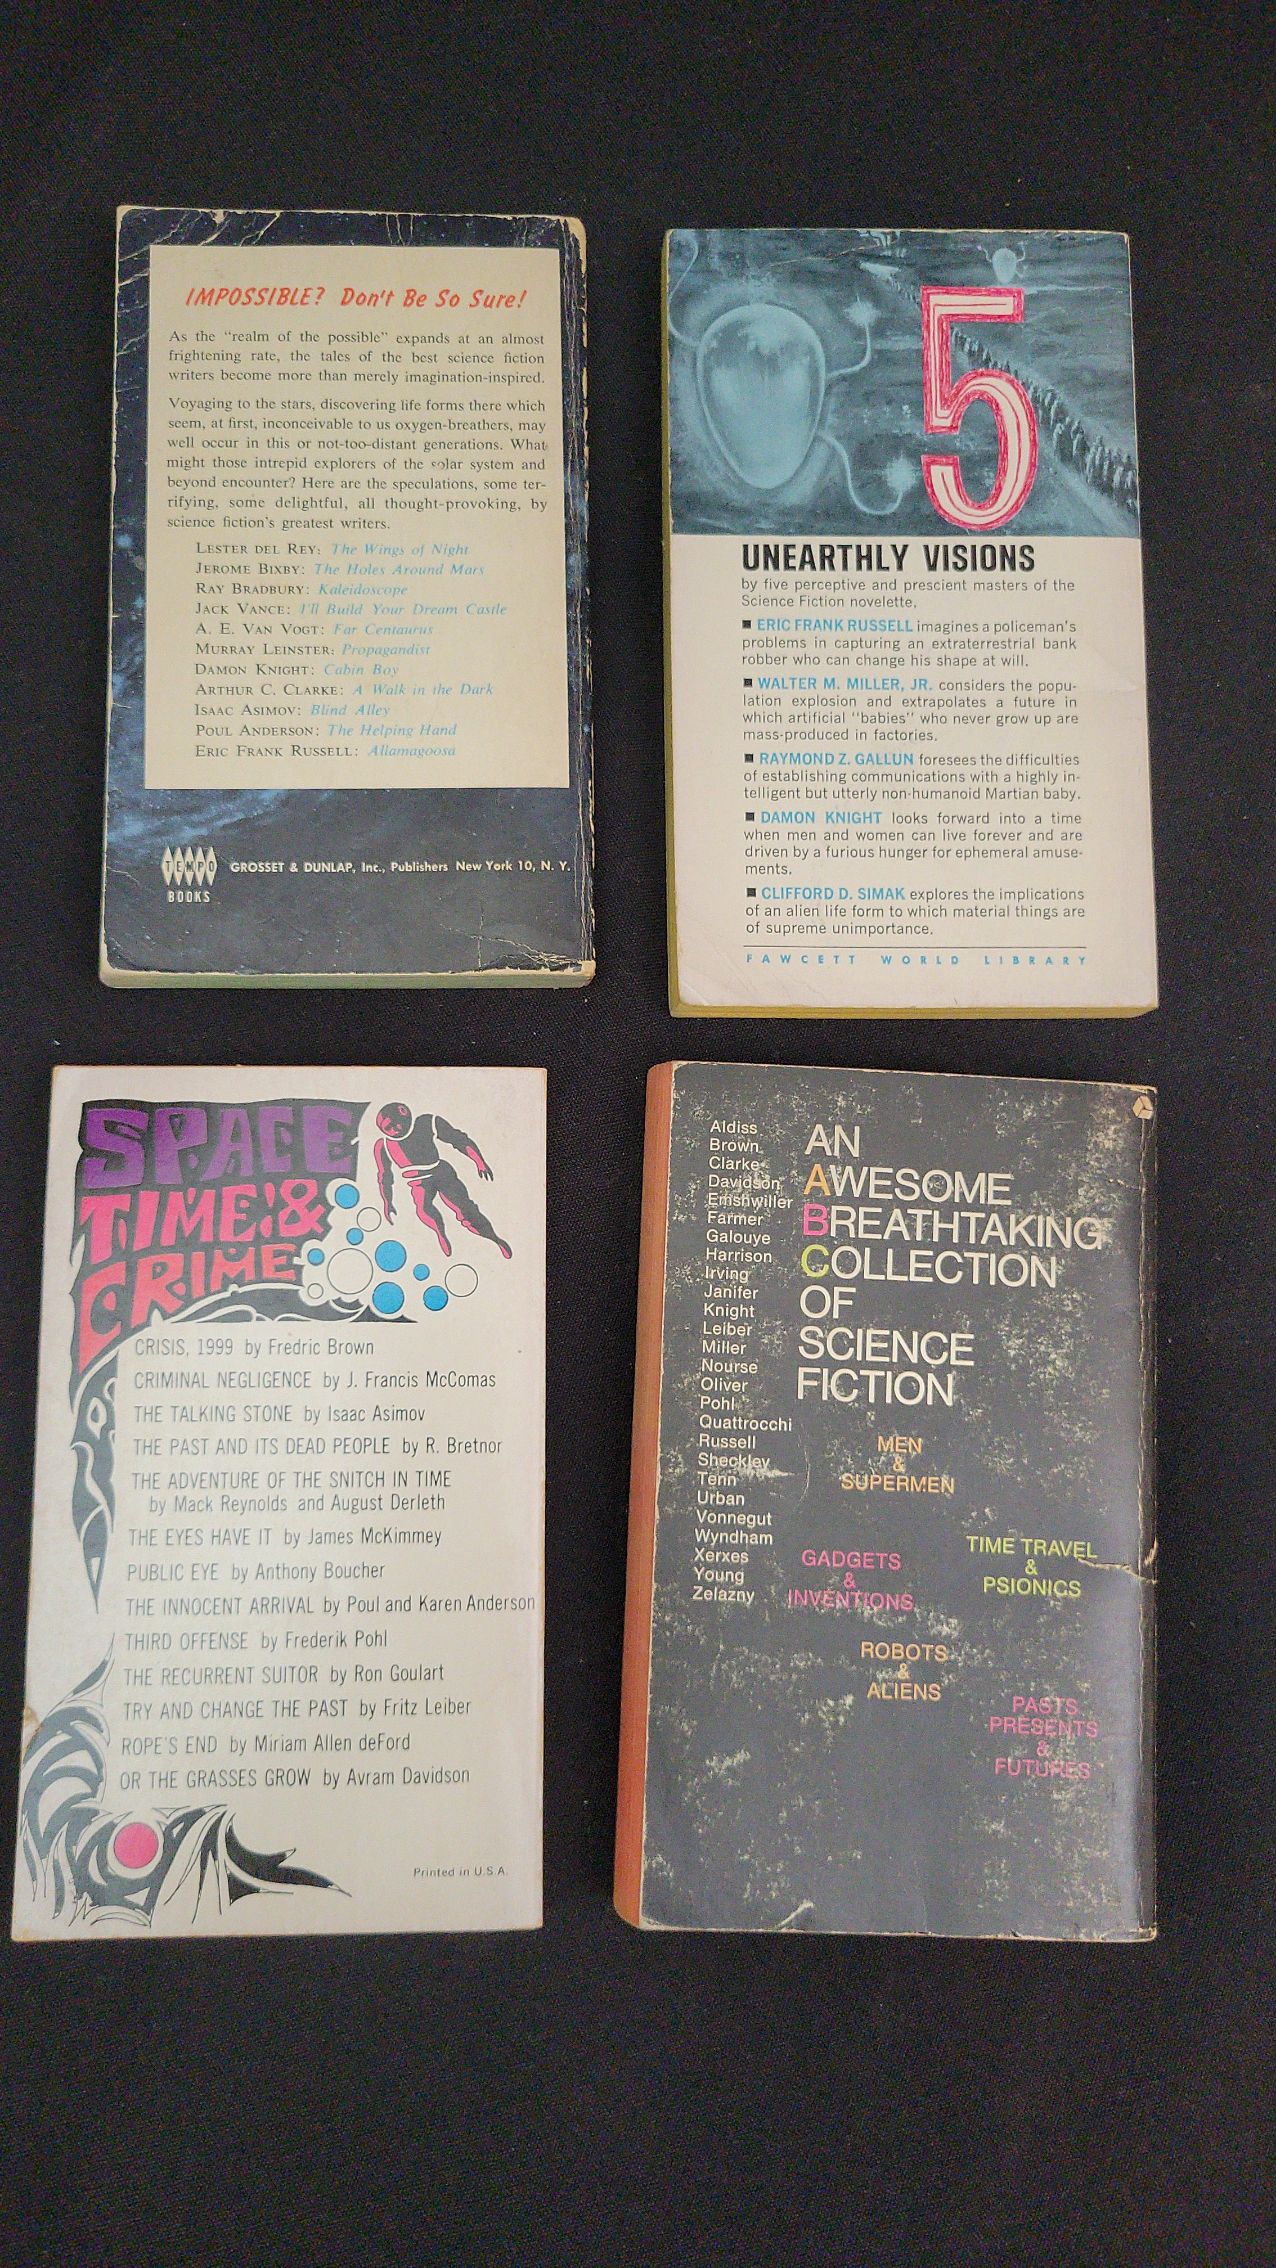 IMPOSSIBLE? Don't Be So Sure!
As the "realm of the possible" expands at an almost
frightening rate, the tales of the best science fiction
writers become more than merely imagination-inspired.
Voyaging to the stars, discovering life forms there which
seem, at first, inconceivable to us oxygen-breathers, may
well occur in this or not-too-distant generations. What
might those intrepid explorers of the solar system and
beyond encounter? Here are the speculations, some ter-
rifying, some delightful, all thought-provoking, by
science fiction's greatest writers.
LESTER DEL REY: The Wings of Night
JEROME BIXBY: The Holes Around Mars
RAY BRADBURY: Kaleidoscope
JACK VANCE: I'll Build Your Dream Castle
A. E. VAN VOGT: Far Centaurus
MURRAY LEINSTER: Propagandist
DAMON KNIGHT: Cabin Boy
ARTHUR C. CLARKE: A Walk in the Dark
ISAAC ASIMOV: Blind Alley
POUL ANDERSON: The Helping Hand
ERIC FRANK RUSSELL: Allamagoosa
TEMPO
BOOKS
GROSSET & DUNLAP, Inc., Publishers New York 10, N. Y.
5
UNEARTHLY VISIONS
by five perceptive and prescient masters of the
Science Fiction novelette,
■ ERIC FRANK RUSSELL imagines a policeman's
problems in capturing an extraterrestrial bank
robber who can change his shape at will.
■ WALTER M. MILLER, JR. considers the popu-
lation explosion and extrapolates a future in
which artificial "babies" who never grow up are
mass-produced in factories.
■ RAYMOND Z. GALLUN foresees the difficulties
of establishing communications with a highly in-
telligent but utterly non-humanoid Martian baby.
■ DAMON KNIGHT looks forward into a time
when men and women can live forever and are
driven by a furious hunger for ephemeral amuse-
ments.
■ CLIFFORD D. SIMAK explores the implications
of an alien life form to which material things are
of supreme unimportance.
FAWCETT WORLD LIBRARY
SPACE
TIME & 
CRIME
CRISIS, 1999 by Fredric Brown
CRIMINAL NEGLIGENCE by J. Francis McComas
THE TALKING STONE by Isaac Asimov
THE PAST AND ITS DEAD PEOPLE by R. Bretnor
THE ADVENTURE OF THE SNITCH IN TIME
by Mack Reynolds and August Derleth
THE EYES HAVE IT by James McKimmey
PUBLIC EYE by Anthony Boucher
THE INNOCENT ARRIVAL by Poul and Karen Anderson
THIRD OFFENSE by Frederik Pohl
THE RECURRENT SUITOR by Ron Goulart
TRY AND CHANGE THE PAST by Fritz Leiber
ROPE'S END by Miriam Allen deFord
OR THE GRASSES GROW by Avram Davidson
Printed in U.S.A.
Aldiss
Brown
Clarke
Davidson
Emshwiller
Farmer
Galouye
Harrison
Irving
Janifer
Knight
Leiber
Miller
Nourse
Oliver
Pohl
Quattrocchi
Russell
Sheckley
Tenn
Urban
Vonnegut
Wyndham
Xerxes
Young
Zelazny
AN
AWESOME
BREATHTAKING
COLLECTION
OF
SCIENCE
FICTION
MEN
&
SUPERMEN
TIME TRAVEL
&
PSIONICS
GADGETS
&
INVENTIONS
ROBOTS
&
ALIENS
PASTS
PRESENTS
&
FUTURES